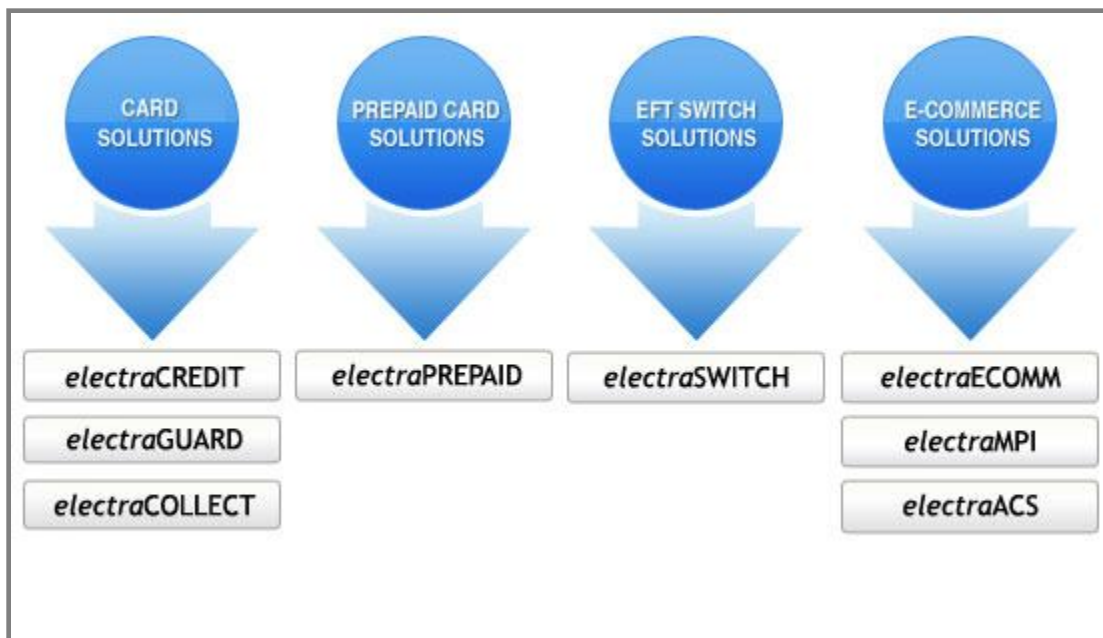 CARD
SOLUTIONS
PREPAID CARD
SOLUTIONS
EFT SWITCH
SOLUTIONS
E-COMMERCE
SOLUTIONS
electraCREDIT
electraPREPAID
electraSWITCH
electraECOMM
electraGUARD
electraMPI
electraCOLLECT
electraACS